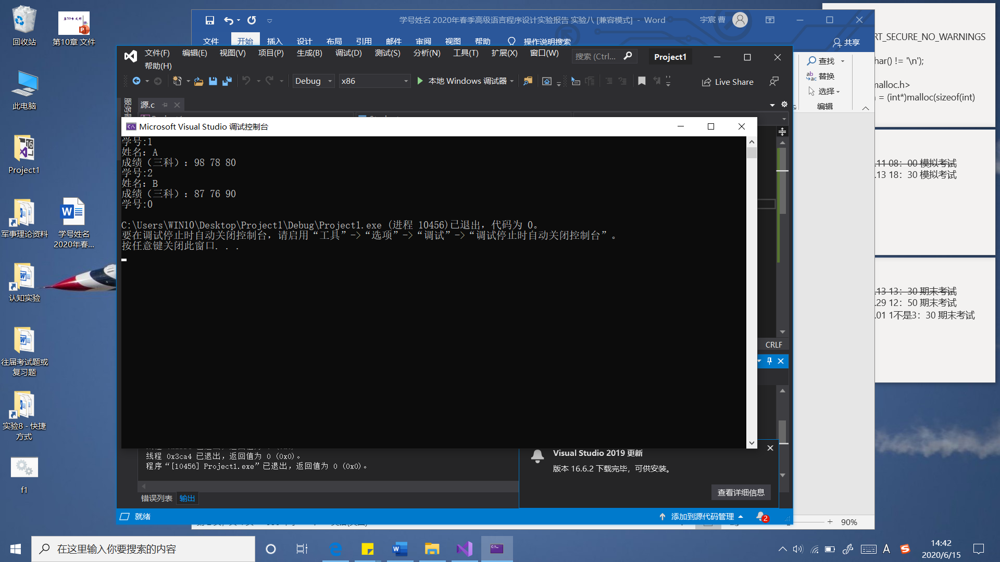 回收站
第10章 文件
此电脑
Project1
军事理论资料
学号姓名
2020年春...
认知实验
往届考试题或
复习题
实验8 - 快捷
方式
f1
学号姓名 2020年春季高级语言程序设计实验报告 实验八 [兼容模式] - Word
宇宸 曹
文件 开始 插入 设计 布局 引用 邮件 审阅 视图 帮助 操作说明搜索
共享
查找
替换
选择
编辑
文件(F) 编辑(E) 视图(V) 项目(P) 生成(B) 调试(D) 测试(S) 分析(N) 工具(T) 扩展(X) 窗口(W)
帮助(H)
搜索 (Ctrl...
Project1
Debug x86 本地 Windows 调试器 Live Share
源.c
Microsoft Visual Studio 调试控制台
学号:1
姓名：A
成绩（三科）：98 78 80
学号:2
姓名：B
成绩（三科）：87 76 90
学号:0
C:\Users\WIN10\Desktop\Project1\Debug\Project1.exe (进程 10456)已退出，代码为 0。
要在调试停止时自动关闭控制台，请启用“工具”->“选项”->“调试”->“调试停止时自动关闭控制台”。
按任意键关闭此窗口. . .
CRLF
线程 0x3ca4 已退出，返回值为 0 (0x0)。
程序“[10456] Project1.exe”已退出，返回值为 0 (0x0)。
错误列表 输出
Visual Studio 2019 更新
版本 16.6.2 下载完毕，可供安装。
查看详细信息
就绪
添加到源代码管理
2
90%
RT_SECURE_NO_WARNINGS
har() != '\n');
malloc.h>
= (int*)malloc(sizeof(int)
.11 08：00 模拟考试
.13 18：30 模拟考试
.13 13：30 期末考试
.29 12：50 期末考试
.01 1不是3：30 期末考试
在这里输入你要搜索的内容
14:42
2020/6/15